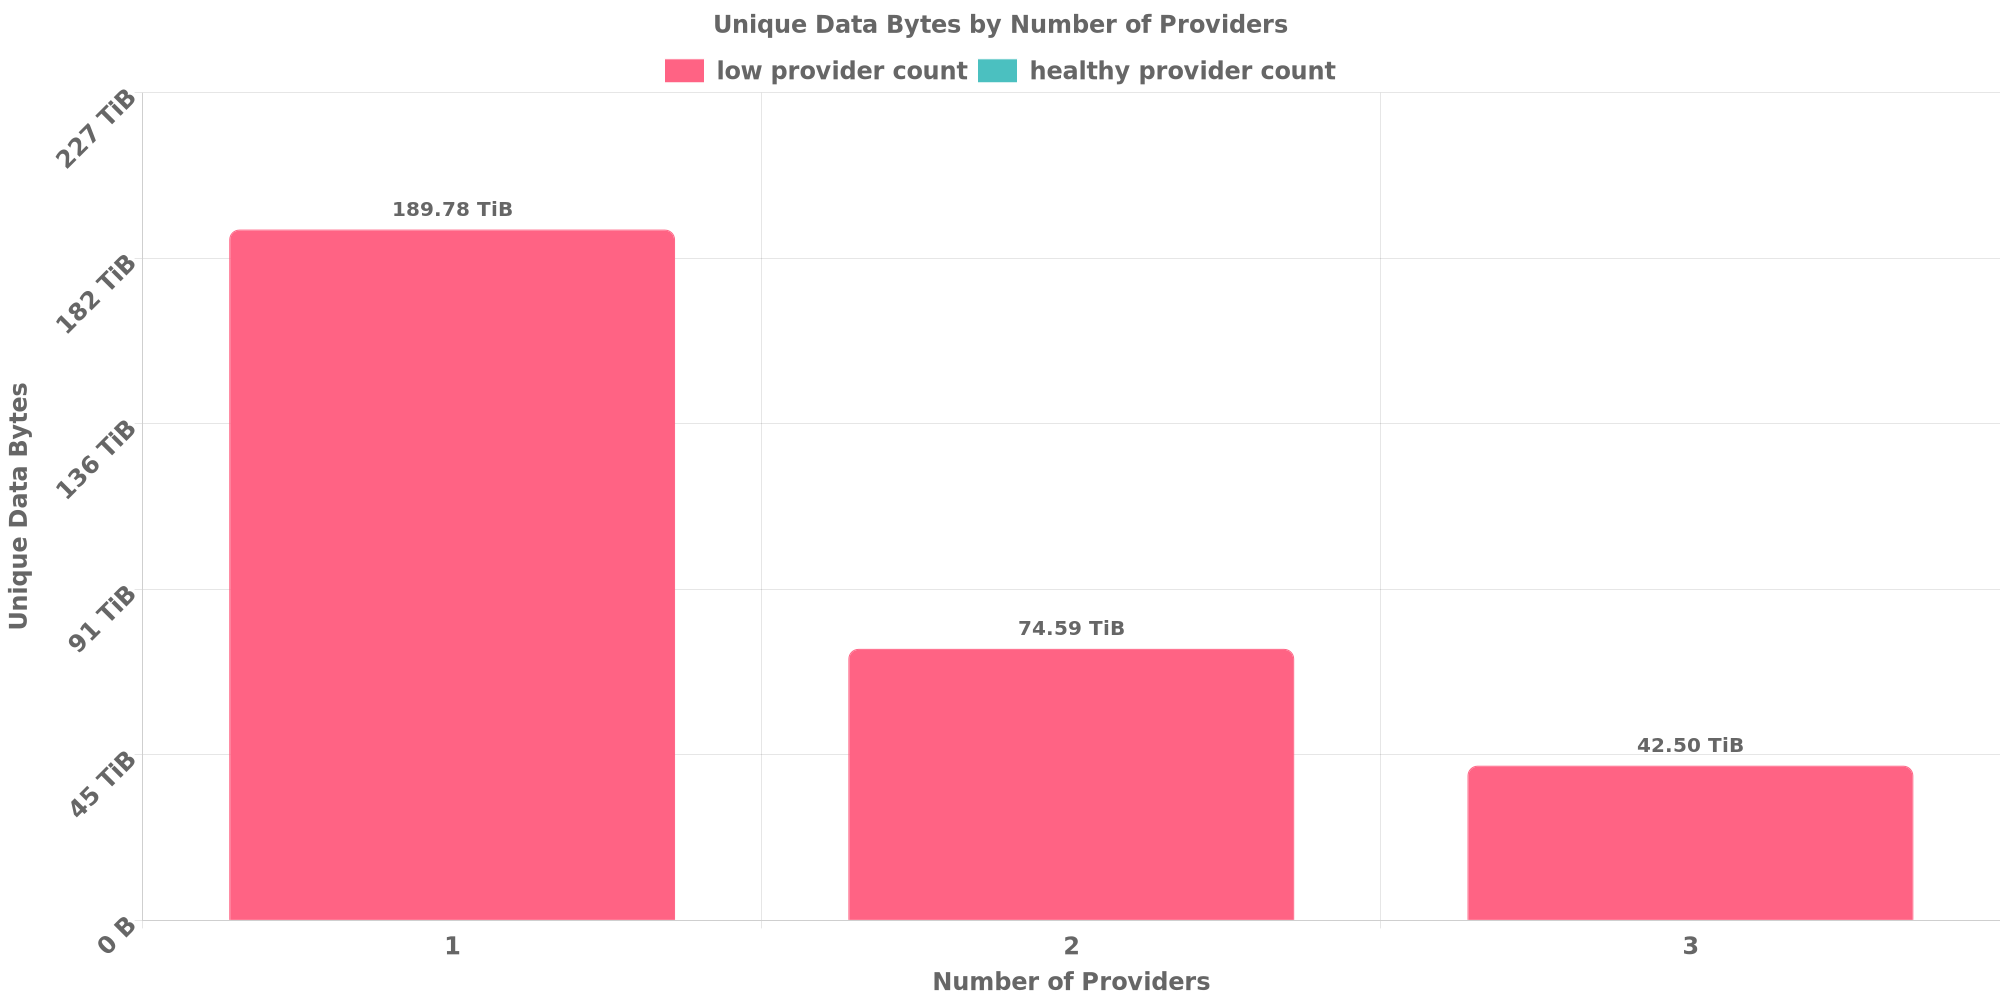 Unique Data Bytes by Number of Providers
low provider count healthy provider count
227 TiB
189.78 TiB
182 TiB
136 TiB
91 TiB
74.59 TiB
45 TiB
42.50 TiB
0 B
Unique Data Bytes
1 2 3
Number of Providers